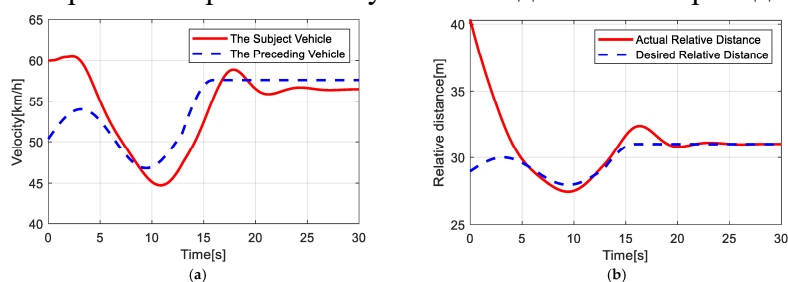 65
60
55
50
45
40
Velocity[km/h]
The Subject Vehicle
The Preceding Vehicle
0 5 10 15 20 25 30
Time[s]
(a)
40
35
30
25
Relative distance[m]
Actual Relative Distance
Desired Relative Distance
0 5 10 15 20 25 30
Time[s]
(b)